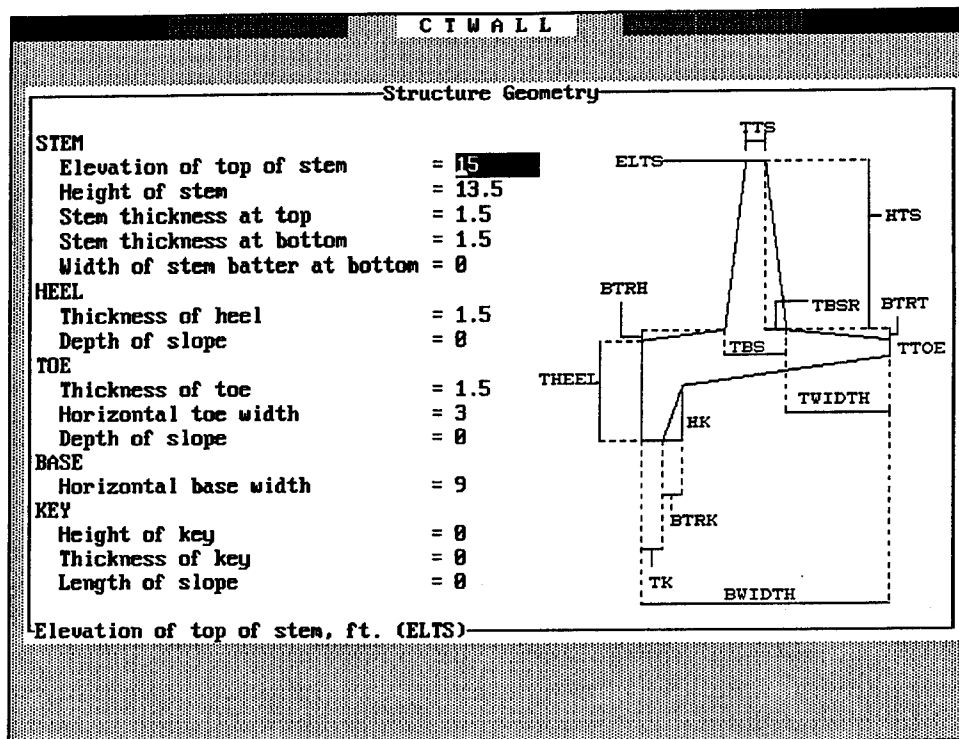 CTWALL
Structure Geometry
STEM
Elevation of top of stem = 15
Height of stem = 13.5
Stem thickness at top = 1.5
Stem thickness at bottom = 1.5
Width of stem batter at bottom = 0
HEEL
Thickness of heel = 1.5
Depth of slope = 0
TOE
Thickness of toe = 1.5
Horizontal toe width = 3
Depth of slope = 0
BASE
Horizontal base width = 9
KEY
Height of key = 0
Thickness of key = 0
Length of slope = 0
TTS
ELTS
HTS
BTRH
TBSR
BTRT
TBS
TTOE
THEEL
TWIDTH
HK
BTRK
TK
BWIDTH
Elevation of top of stem, ft. (ELTS)